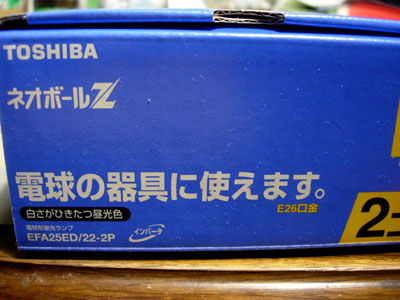 TOSHIBA
ネオボールZ
電球の器具に使えます。
E26口金
白さがひきたつ昼光色
電球形蛍光ランプ
EFA25ED/22-2P
インバータ
2